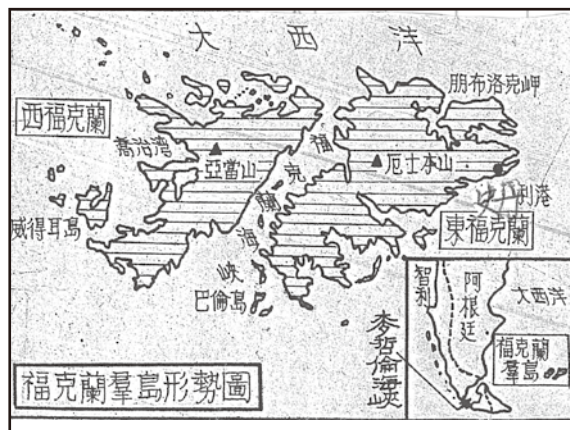 大西洋
朋布洛克岬
西福克蘭
喬治湾
亞當山
福克蘭海峽
厄士本山
利港
威得耳島
東福克蘭
巴倫島
智利
阿根廷
大西洋
福克蘭
羣島
麥哲倫海峽
福克蘭羣島形勢圖